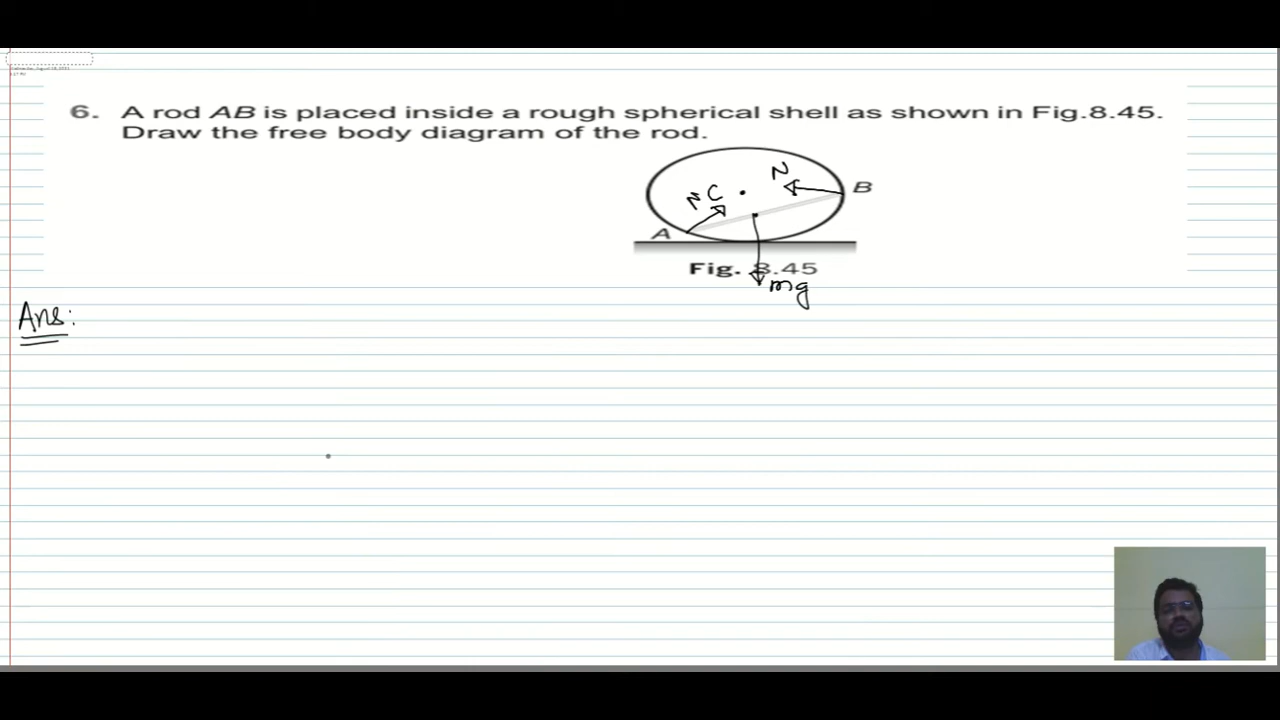 6. A rod AB is placed inside a rough spherical shell as shown in Fig.8.45.
Draw the free body diagram of the rod.
N
N C
B
A
Fig. 8.45
mg
Ans: